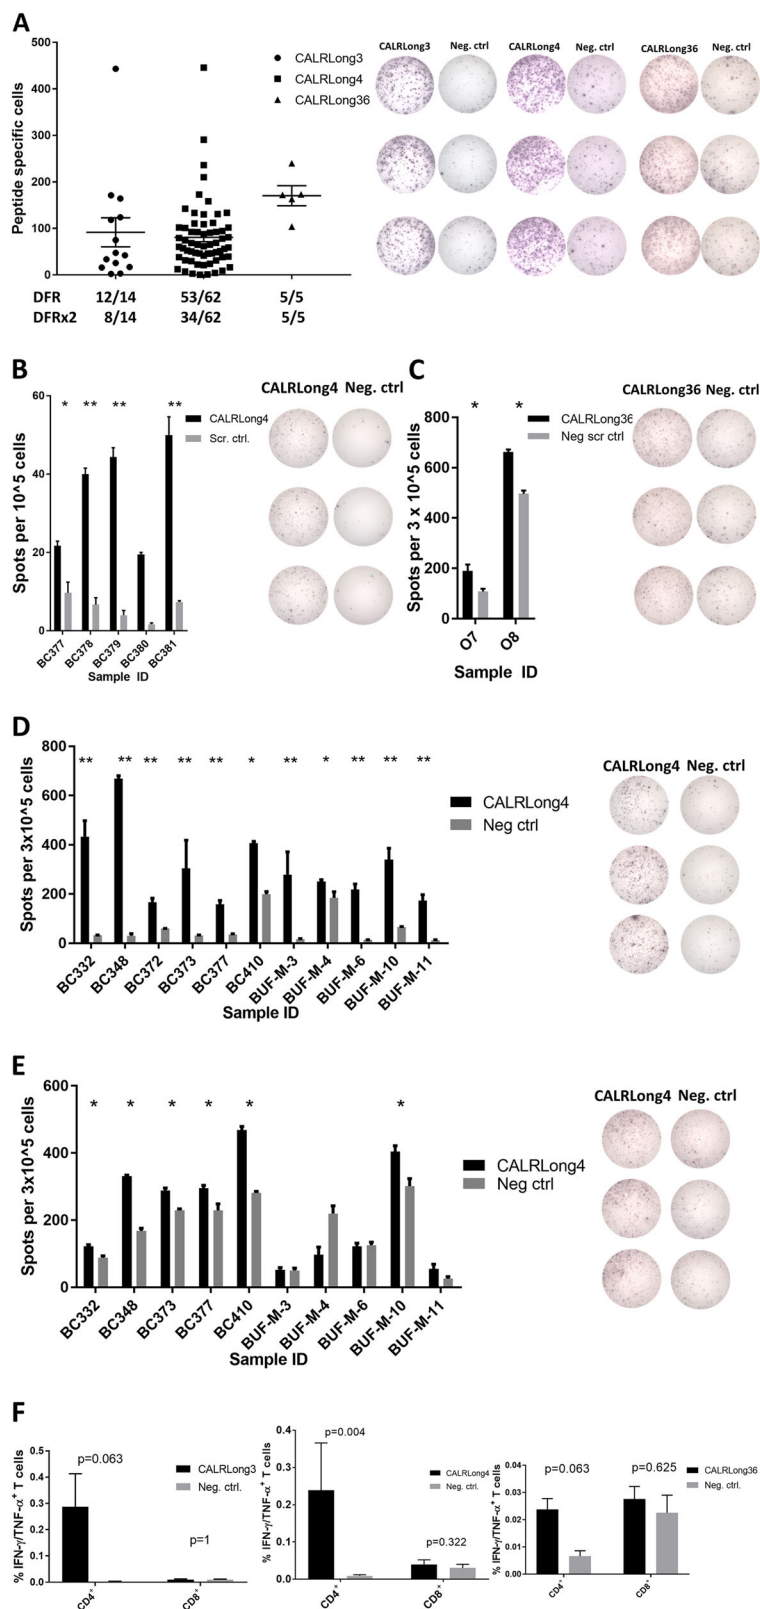 A
Peptide specific cells
500
400
300
200
100
0
CALRLong3
CALRLong4
CALRLong36
DFR 12/14 53/62 5/5
DFRx2 8/14 34/62 5/5
CALRLong3 Neg. ctrl CALRLong4 Neg. ctrl CALRLong36 Neg. ctrl
B
Spots per 10^5 cells
60
40
20
0
* ** ** **
CALRLong4
Scr. ctrl.
BC377 BC378 BC379 BC380 BC381
Sample ID
CALRLong4 Neg. ctrl
C
Spots per 3 x 10^5 cells
800
600
400
200
0
* *
CALRLong36
Neg scr ctrl
O7 O8
Sample ID
CALRLong36 Neg. ctrl
D
Spots per 3x10^5 cells
800
600
400
200
0
** ** ** ** ** * ** * ** ** **
CALRLong4
Neg ctrl
BC332 BC348 BC372 BC373 BC377 BC410 BUF-M-3 BUF-M-4 BUF-M-6 BUF-M-10 BUF-M-11
Sample ID
CALRLong4 Neg. ctrl
E
Spots per 3x10^5 cells
600
400
200
0
* * * * * *
CALRLong4
Neg ctrl
BC332 BC348 BC373 BC377 BC410 BUF-M-3 BUF-M-4 BUF-M-6 BUF-M-10 BUF-M-11
Sample ID
CALRLong4 Neg. ctrl
F
% IFN-γ/TNF-α⁺ T cells
0.5
0.4
0.3
0.2
0.1
0.0
p=0.063
p=1
CALRLong3
Neg. ctrl.
CD4⁺ CD8⁺
% IFN-γ/TNF-α⁺ T cells
0.4
0.3
0.2
0.1
0.0
p=0.004
p=0.322
CALRLong4
Neg. ctrl.
CD4⁺ CD8⁺
% IFN-γ/TNF-α⁺ T cells
0.04
0.03
0.02
0.01
0.00
p=0.063
p=0.625
CALRLong36
Neg. ctrl.
CD4⁺ CD8⁺